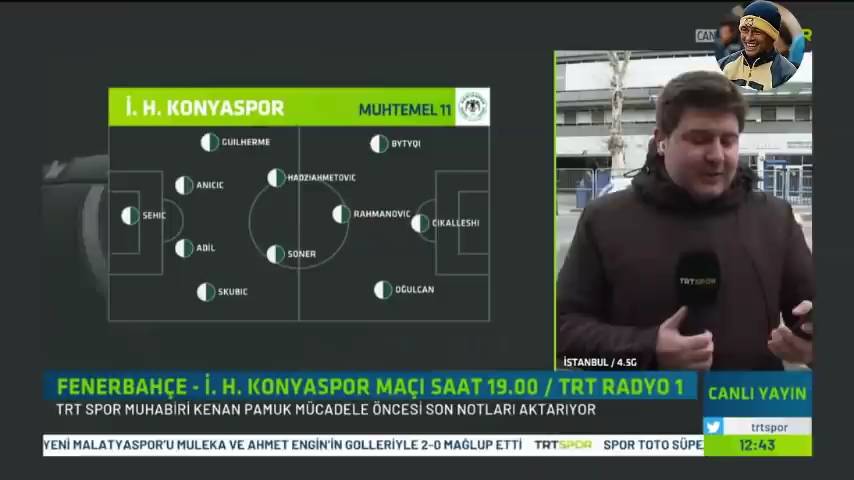 CAN
R
İ. H. KONYASPOR
MUHTEMEL 11
GUILHERME
BYTYQI
ANICIC
HADZIAHMETOVIC
SEHIC
RAHMANOVIC
CIKALLESHI
ADİL
SONER
SKUBIC
OĞULCAN
TRTSPOR
İSTANBUL / 4.5G
FENERBAHÇE - İ. H. KONYASPOR MAÇI SAAT 19.00 / TRT RADYO 1
TRT SPOR MUHABİRİ KENAN PAMUK MÜCADELE ÖNCESİ SON NOTLARI AKTARIYOR
CANLI YAYIN
trtspor
YENİ MALATYASPOR'U MULEKA VE AHMET ENGİN'İN GOLLERİYLE 2-0 MAĞLUP ETTİ TRTSPOR SPOR TOTO SÜPE
12:43